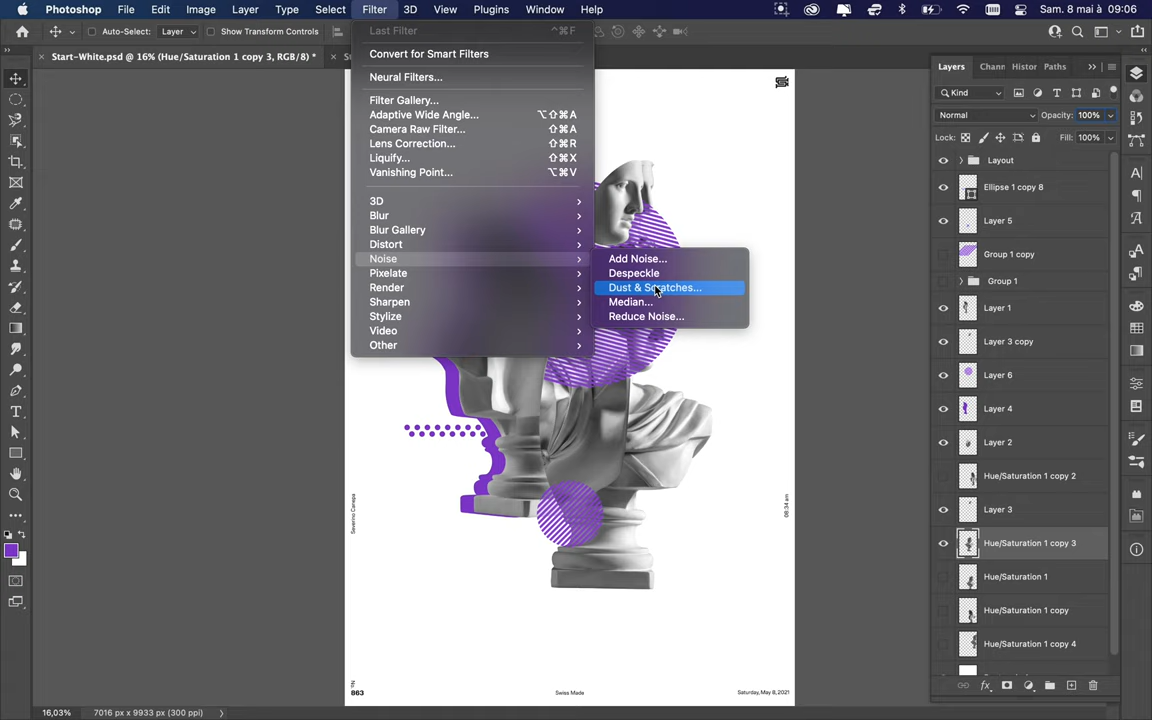 Photoshop File Edit Image Layer Type Select Filter 3D View Plugins Window Help Sam. 8 mai à 09:06
Auto-Select: Layer Show Transform Controls
Start-White.psd @ 16% (Hue/Saturation 1 copy 3, RGB/8) *
Last Filter ^⌘F
Convert for Smart Filters
Neural Filters...
Filter Gallery...
Adaptive Wide Angle... ⌥⇧⌘A
Camera Raw Filter... ⇧⌘A
Lens Correction... ⇧⌘R
Liquify... ⇧⌘X
Vanishing Point... ⌥⌘V
3D
Blur
Blur Gallery
Distort
Noise
Pixelate
Render
Sharpen
Stylize
Video
Other
Add Noise...
Despeckle
Dust & Scratches...
Median...
Reduce Noise...
Severino Canepa
08:34 am
N°
863
Swiss Made
Saturday, May 8, 2021
Layers Chann Histor Paths
Kind
Normal Opacity: 100%
Lock: Fill: 100%
Layout
Ellipse 1 copy 8
Layer 5
Group 1 copy
Group 1
Layer 1
Layer 3 copy
Layer 6
Layer 4
Layer 2
Hue/Saturation 1 copy 2
Layer 3
Hue/Saturation 1 copy 3
Hue/Saturation 1
Hue/Saturation 1 copy
Hue/Saturation 1 copy 4
16,03% 7016 px x 9933 px (300 ppi)